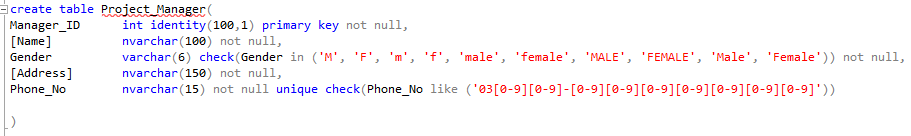 create table Project_Manager(
Manager_ID int identity(100,1) primary key not null,
[Name] nvarchar(100) not null,
Gender varchar(6) check(Gender in ('M', 'F', 'm', 'f', 'male', 'female', 'MALE', 'FEMALE', 'Male', 'Female')) not null,
[Address] nvarchar(150) not null,
Phone_No nvarchar(15) not null unique check(Phone_No like ('03[0-9][0-9]-[0-9][0-9][0-9][0-9][0-9][0-9][0-9]'))
)